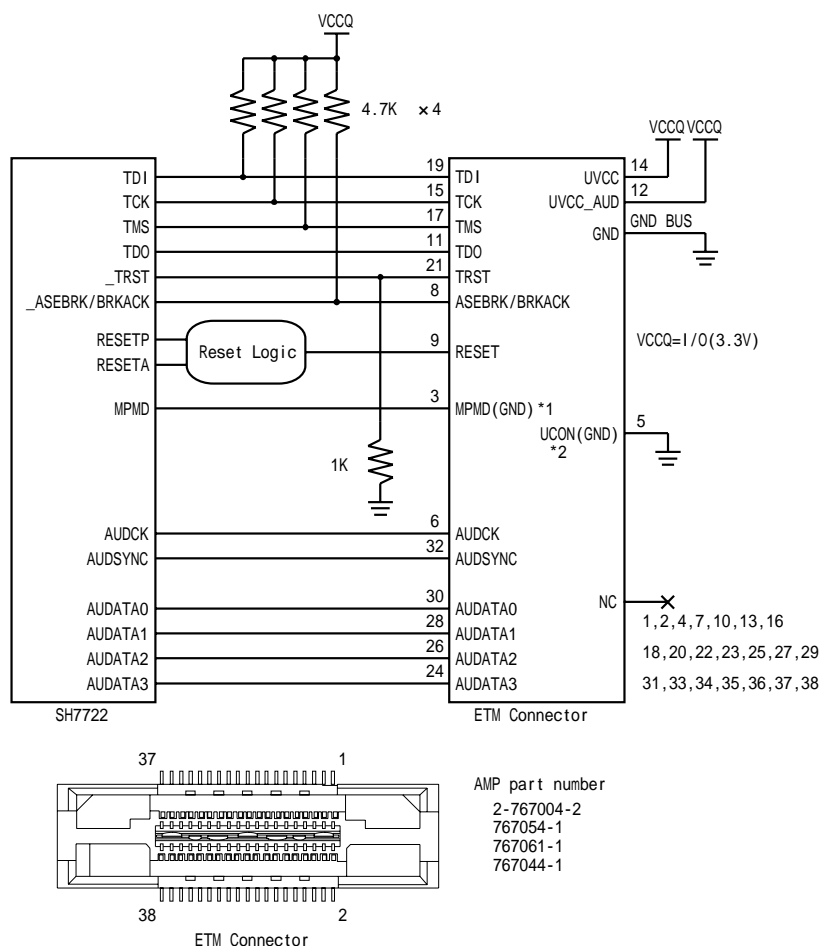 VCCQ
4.7K ×4
VCCQ VCCQ
TDI 19 TDI UVCC 14
TCK 15 TCK UVCC_AUD 12
TMS 17 TMS GND GND BUS
TDO 11 TDO
_TRST 21 TRST
_ASEBRK/BRKACK 8 ASEBRK/BRKACK
RESETP
Reset Logic 9 RESET VCCQ=I/O(3.3V)
RESETA
MPMD 3 MPMD(GND) *1
UCON(GND) 5
*2
1K
AUDCK 6 AUDCK
AUDSYNC 32 AUDSYNC
AUDATA0 30 AUDATA0 NC
AUDATA1 28 AUDATA1 1,2,4,7,10,13,16
AUDATA2 26 AUDATA2 18,20,22,23,25,27,29
AUDATA3 24 AUDATA3 31,33,34,35,36,37,38
SH7722 ETM Connector
37 1
AMP part number
2-767004-2
767054-1
767061-1
767044-1
38 2
ETM Connector